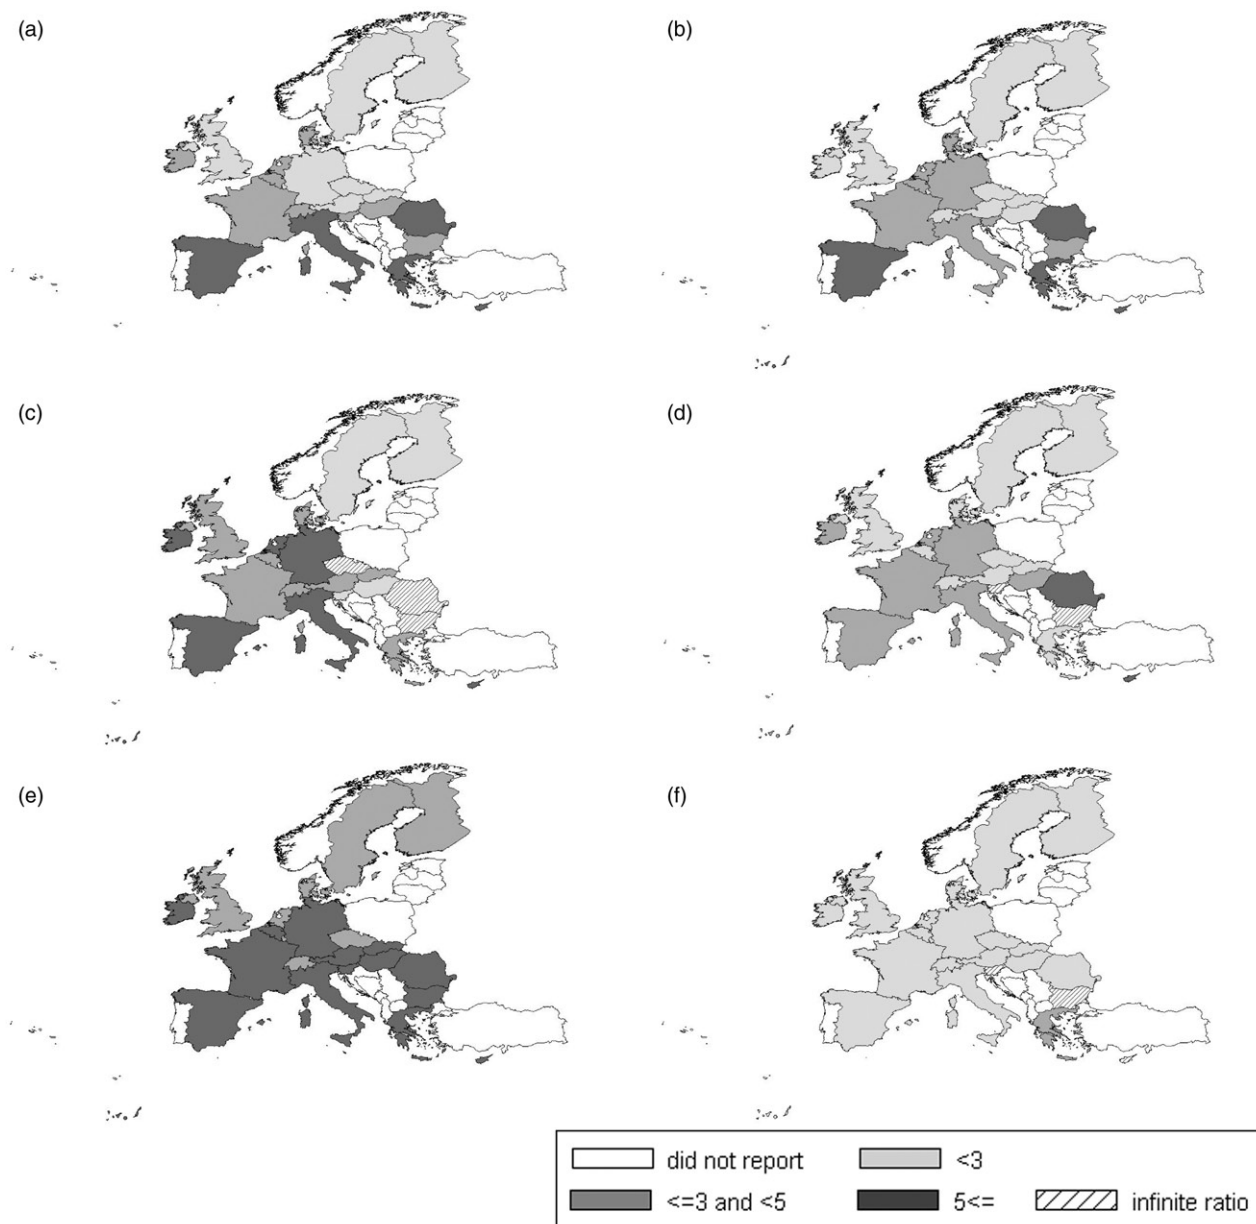 (a) (b)
(c) (d)
(e) (f)
did not report <3
<=3 and <5 5<= infinite ratio